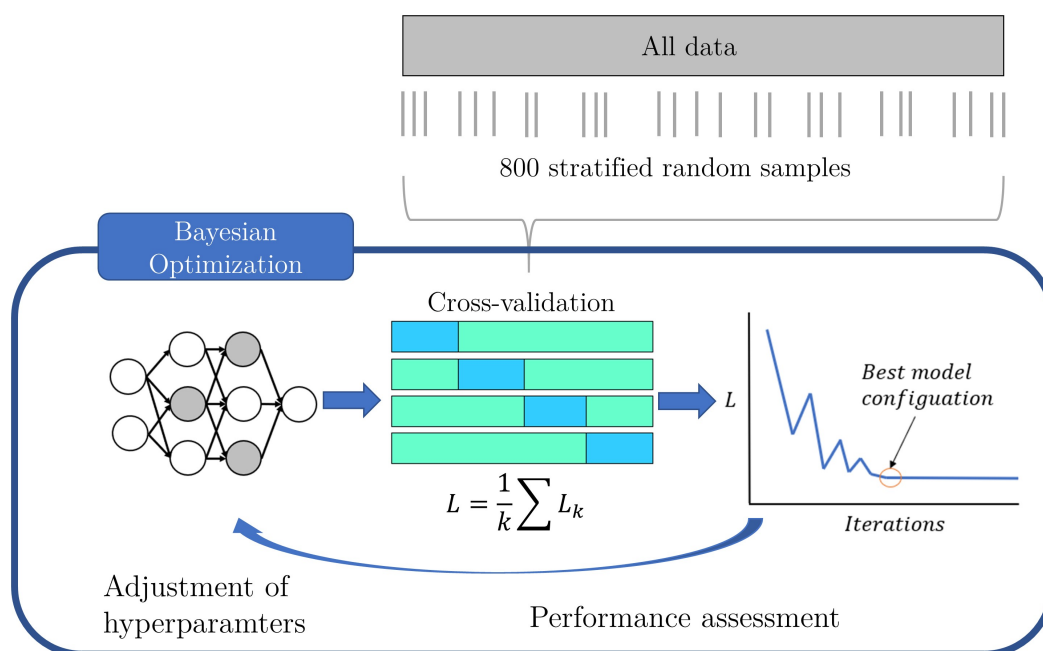 All data
800 stratified random samples
Bayesian
Optimization
Cross-validation
L = 1/k ∑ L_k
L
Best model
configuation
Iterations
Adjustment of
hyperparamters
Performance assessment